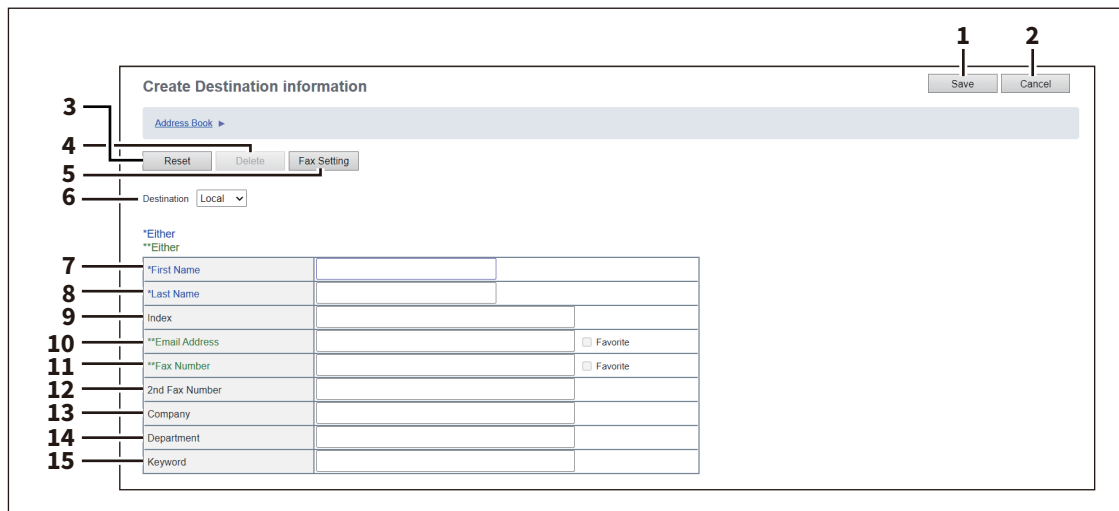 1 2
Create Destination information Save Cancel
3
Address Book ►
4
Reset Delete Fax Setting
5
6 Destination Local
*Either
**Either
7 *First Name
8 *Last Name
9 Index
10 **Email Address Favorite
11 **Fax Number Favorite
12 2nd Fax Number
13 Company
14 Department
15 Keyword